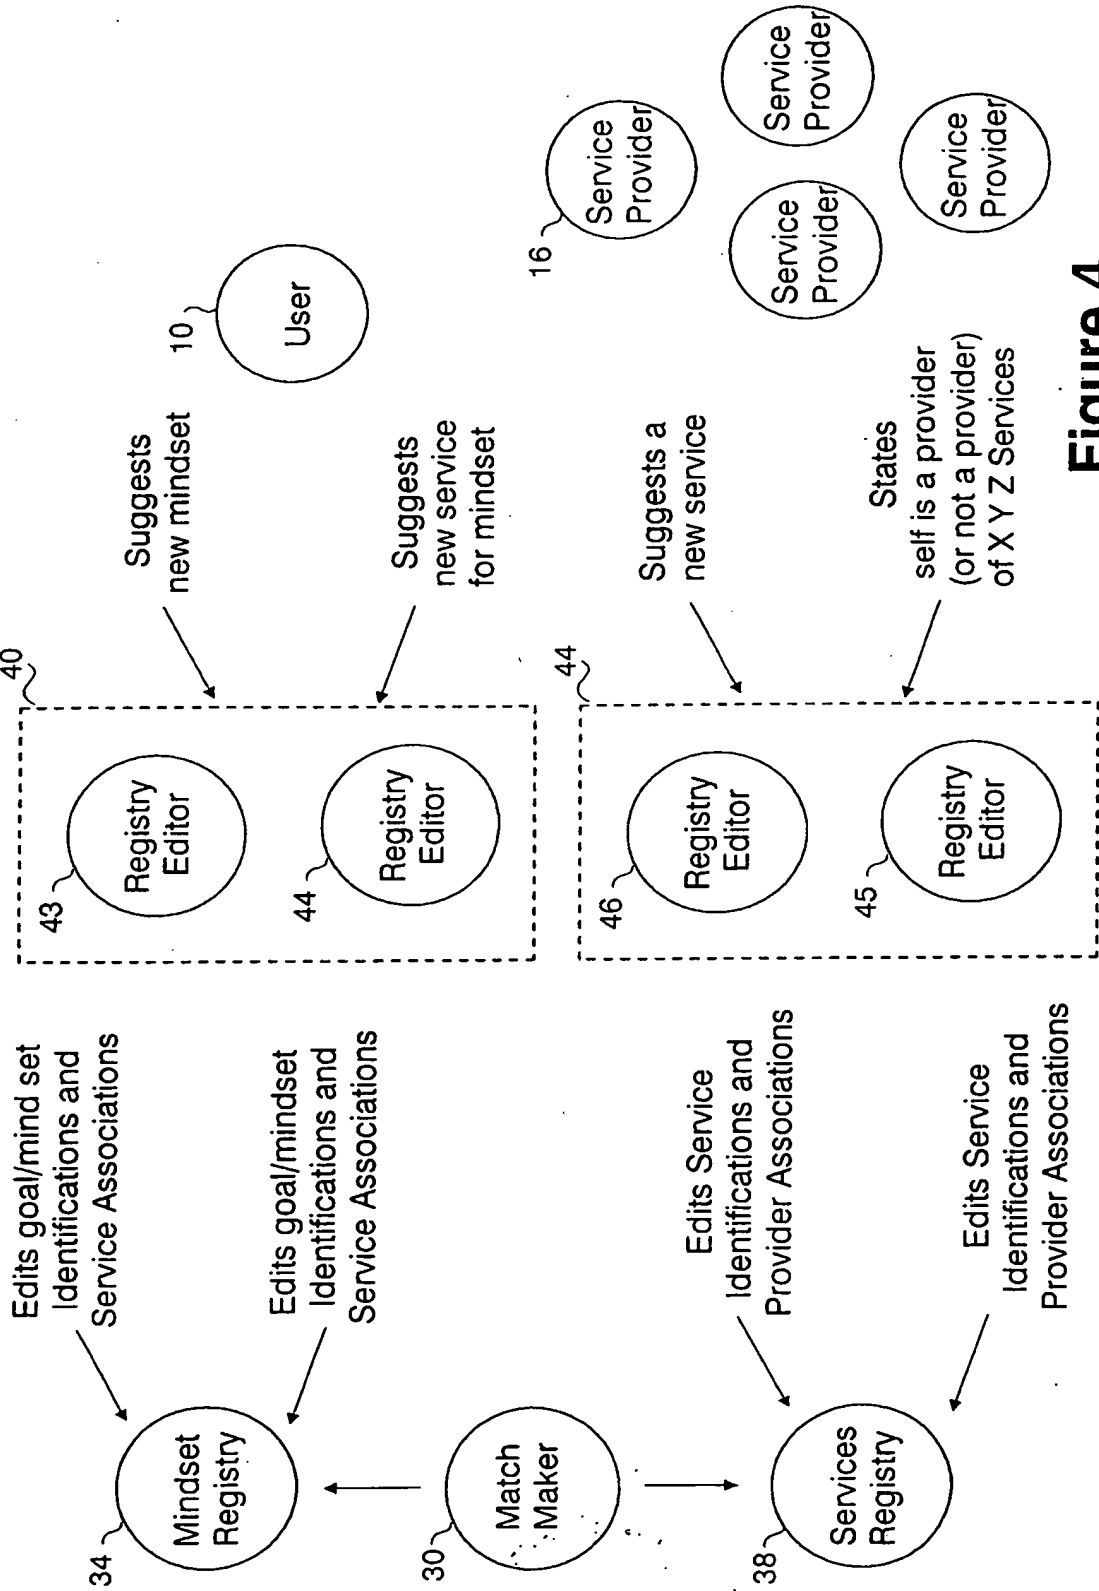 34
Mindset
Registry
30
Match
Maker
38
Services
Registry
Edits goal/mind set
Identifications and
Service Associations
Edits goal/mindset
Identifications and
Service Associations
Edits Service
Identifications and
Provider Associations
Edits Service
Identifications and
Provider Associations
40
43
Registry
Editor
44
Registry
Editor
44
46
Registry
Editor
45
Registry
Editor
Suggests
new mindset
Suggests
new service
for mindset
Suggests a
new service
States
self is a provider
(or not a provider)
of X Y Z Services
10
User
16
Service
Provider
Service
Provider
Service
Provider
Service
Provider
Figure 4